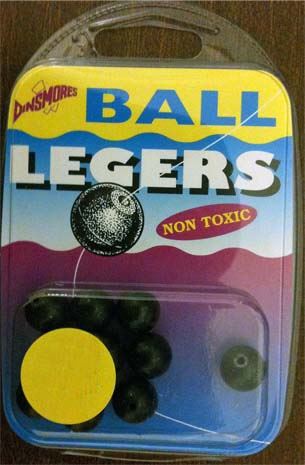 DINSMORES
BALL
LEGERS
NON TOXIC